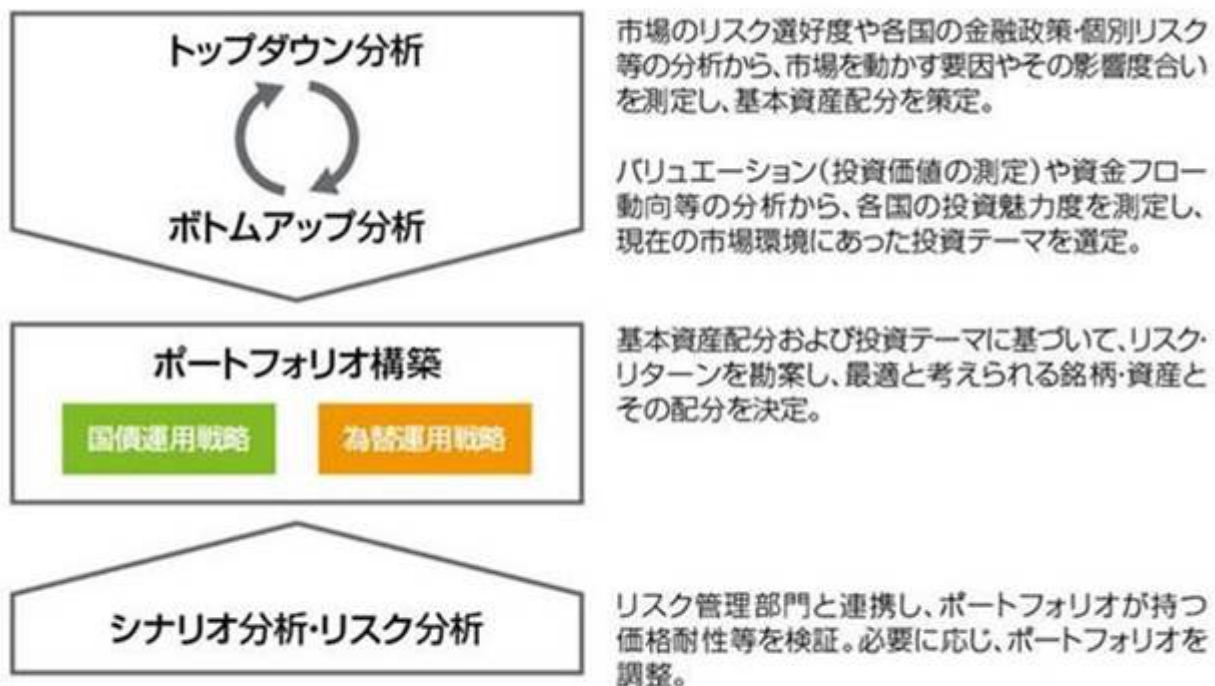 トップダウン分析
市場のリスク選好度や各国の金融政策・個別リスク
等の分析から、市場を動かす要因やその影響度合い
を測定し、基本資産配分を策定。
ボトムアップ分析
バリュエーション(投資価値の測定)や資金フロー
動向等の分析から、各国の投資魅力度を測定し、
現在の市場環境にあった投資テーマを選定。
ポートフォリオ構築
国債運用戦略
為替運用戦略
基本資産配分および投資テーマに基づいて、リスク・
リターンを勘案し、最適と考えられる銘柄・資産と
その配分を決定。
シナリオ分析・リスク分析
リスク管理部門と連携し、ポートフォリオが持つ
価格耐性等を検証。必要に応じ、ポートフォリオを
調整。